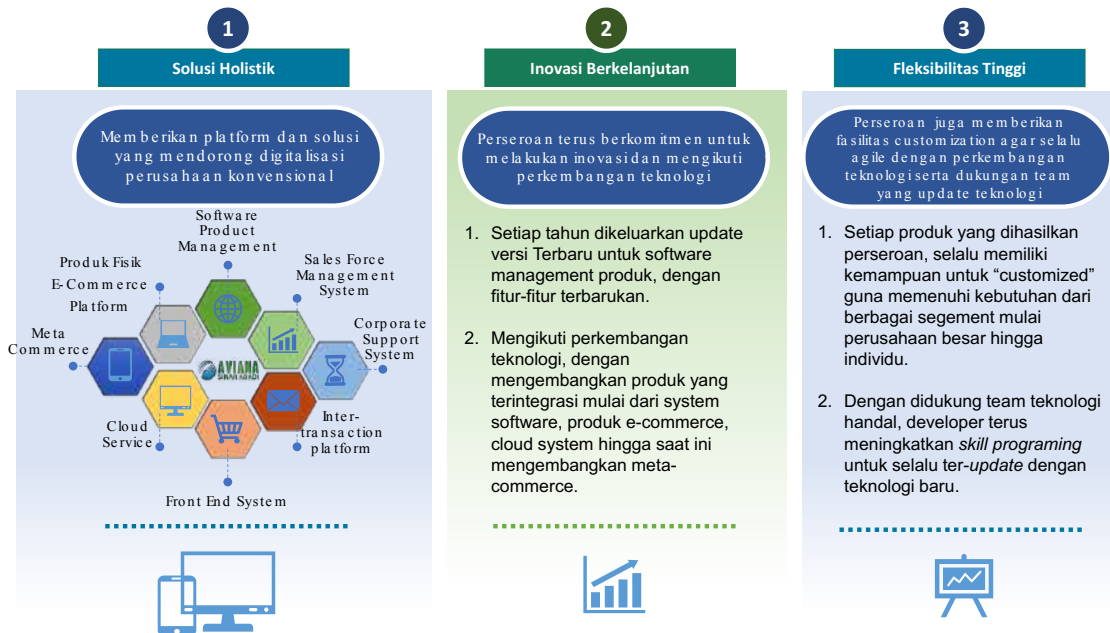 1
Solusi Holistik
Memberikan platform dan solusi
yang mendorong digitalisasi
perusahaan konvensional
Software
Product
Management
Produk Fisik
E-Commerce
Platform
Sales Force
Management
System
Meta
Commerce
Corporate
Support
System
AVIANA
Cloud
Service
Inter-
transaction
platform
Front End System
2
Inovasi Berkelanjutan
Perseroan terus berkomitmen untuk
melakukan inovasi dan mengikuti
perkembangan teknologi
1. Setiap tahun dikeluarkan update
versi Terbaru untuk software
management produk, dengan
fitur-fitur terbarukan.
2. Mengikuti perkembangan
teknologi, dengan
mengembangkan produk yang
terintegrasi mulai dari system
software, produk e-commerce,
cloud system hingga saat ini
mengembangkan meta-
commerce.
3
Fleksibilitas Tinggi
Perseroan juga memberikan
fasilitas customization agar selalu
agile dengan perkembangan
teknologi serta dukungan team
yang update teknologi
1. Setiap produk yang dihasilkan
perseroan, selalu memiliki
kemampuan untuk “customized”
guna memenuhi kebutuhan dari
berbagai segement mulai
perusahaan besar hingga
individu.
2. Dengan didukung team teknologi
handal, developer terus
meningkatkan skill programing
untuk selalu ter-update dengan
teknologi baru.